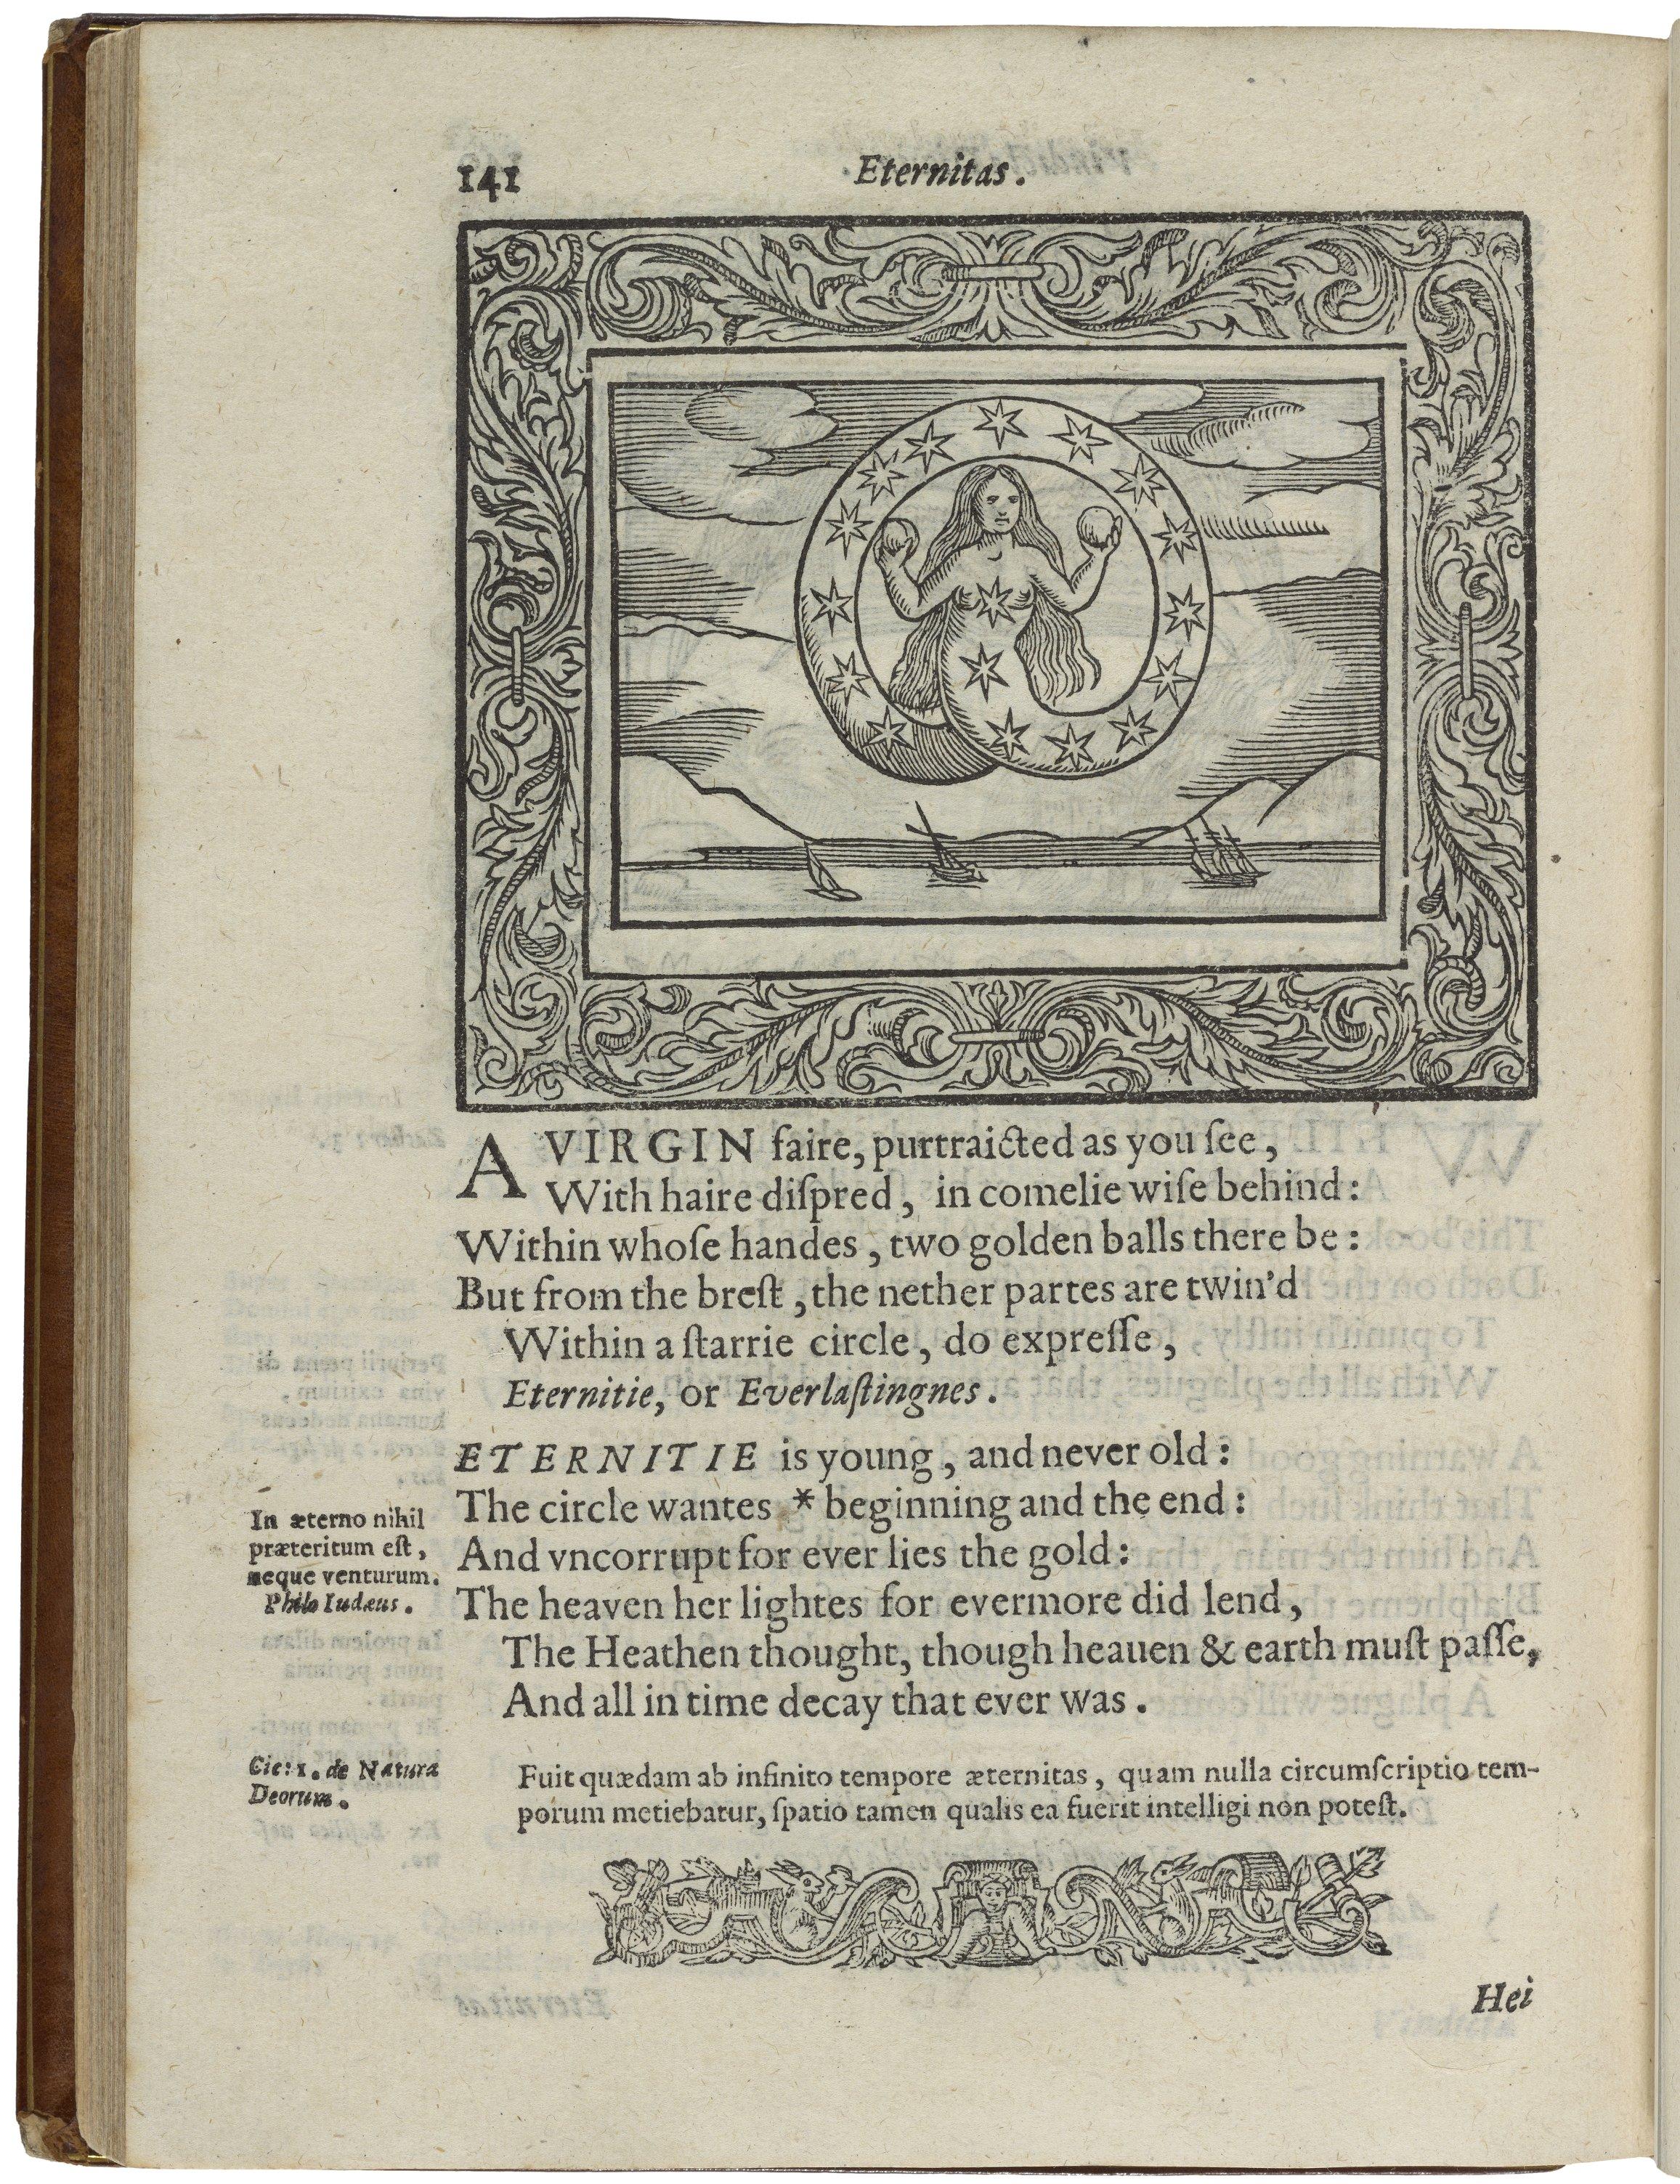 141
Eternitas.
A VIRGIN faire, purtraicted as you ſee,
With haire diſpred, in comelie wiſe behind:
Within whoſe handes, two golden balls there be:
But from the breſt, the nether partes are twin'd
Within a ſtarrie circle, do expreſſe,
Eternitie, or Everlaſtingnes.
ETERNITIE is young, and never old:
The circle wantes * beginning and the end:
And vncorrupt for ever lies the gold:
The heaven her lightes for evermore did lend,
The Heathen thought, though heauen & earth muſt paſſe,
And all in time decay that ever was.
In æterno nihil
præteritum eſt,
neque venturum.
Philo Iudæus.
Cic: 1. de Natura
Deorum.
Fuit quædam ab infinito tempore æternitas, quam nulla circumſcriptio tem-
porum metiebatur, ſpatio tamen qualis ea fuerit intelligi non poteſt.
Hei